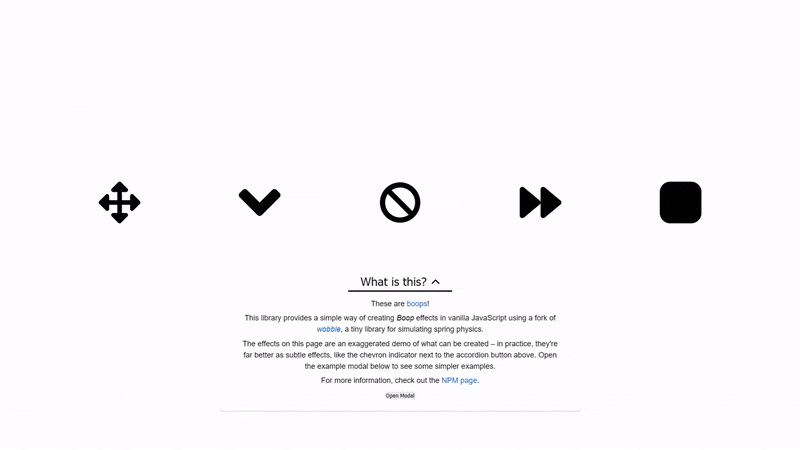 What is this?
These are boops!
This library provides a simple way of creating Boop effects in vanilla JavaScript using a fork of
wobble, a tiny library for simulating spring physics.
The effects on this page are an exaggerated demo of what can be created – in practice, they're
far better as subtle effects, like the chevron indicator next to the accordion button above. Open
the example modal below to see some simpler examples.
For more information, check out the NPM page.
Open Modal